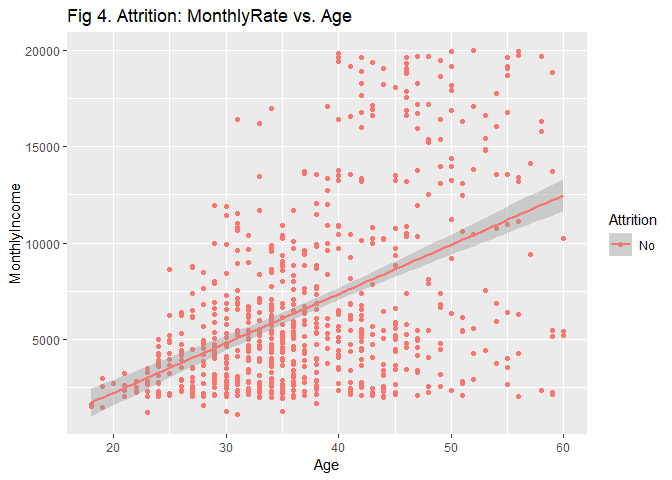 Fig 4. Attrition: MonthlyRate vs. Age
20000
15000
10000
5000
MonthlyIncome
20
30
40
50
60
Age
Attrition
No